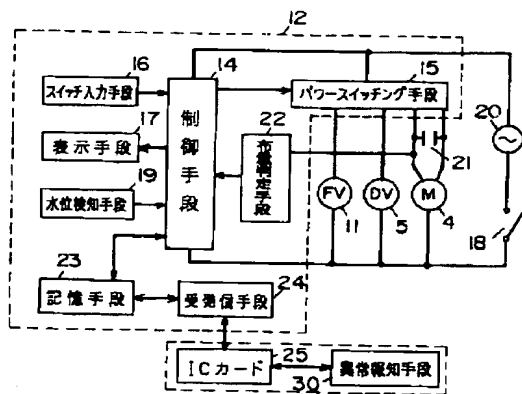 12
16
スイッチ入力手段
14
制御手段
15
パワースイッチング手段
17
表示手段
22
布量判定手段
20
21
19
水位検知手段
FV
11
DV
5
M
4
18
23
記憶手段
24
受発信手段
25
ICカード
30
異常報知手段